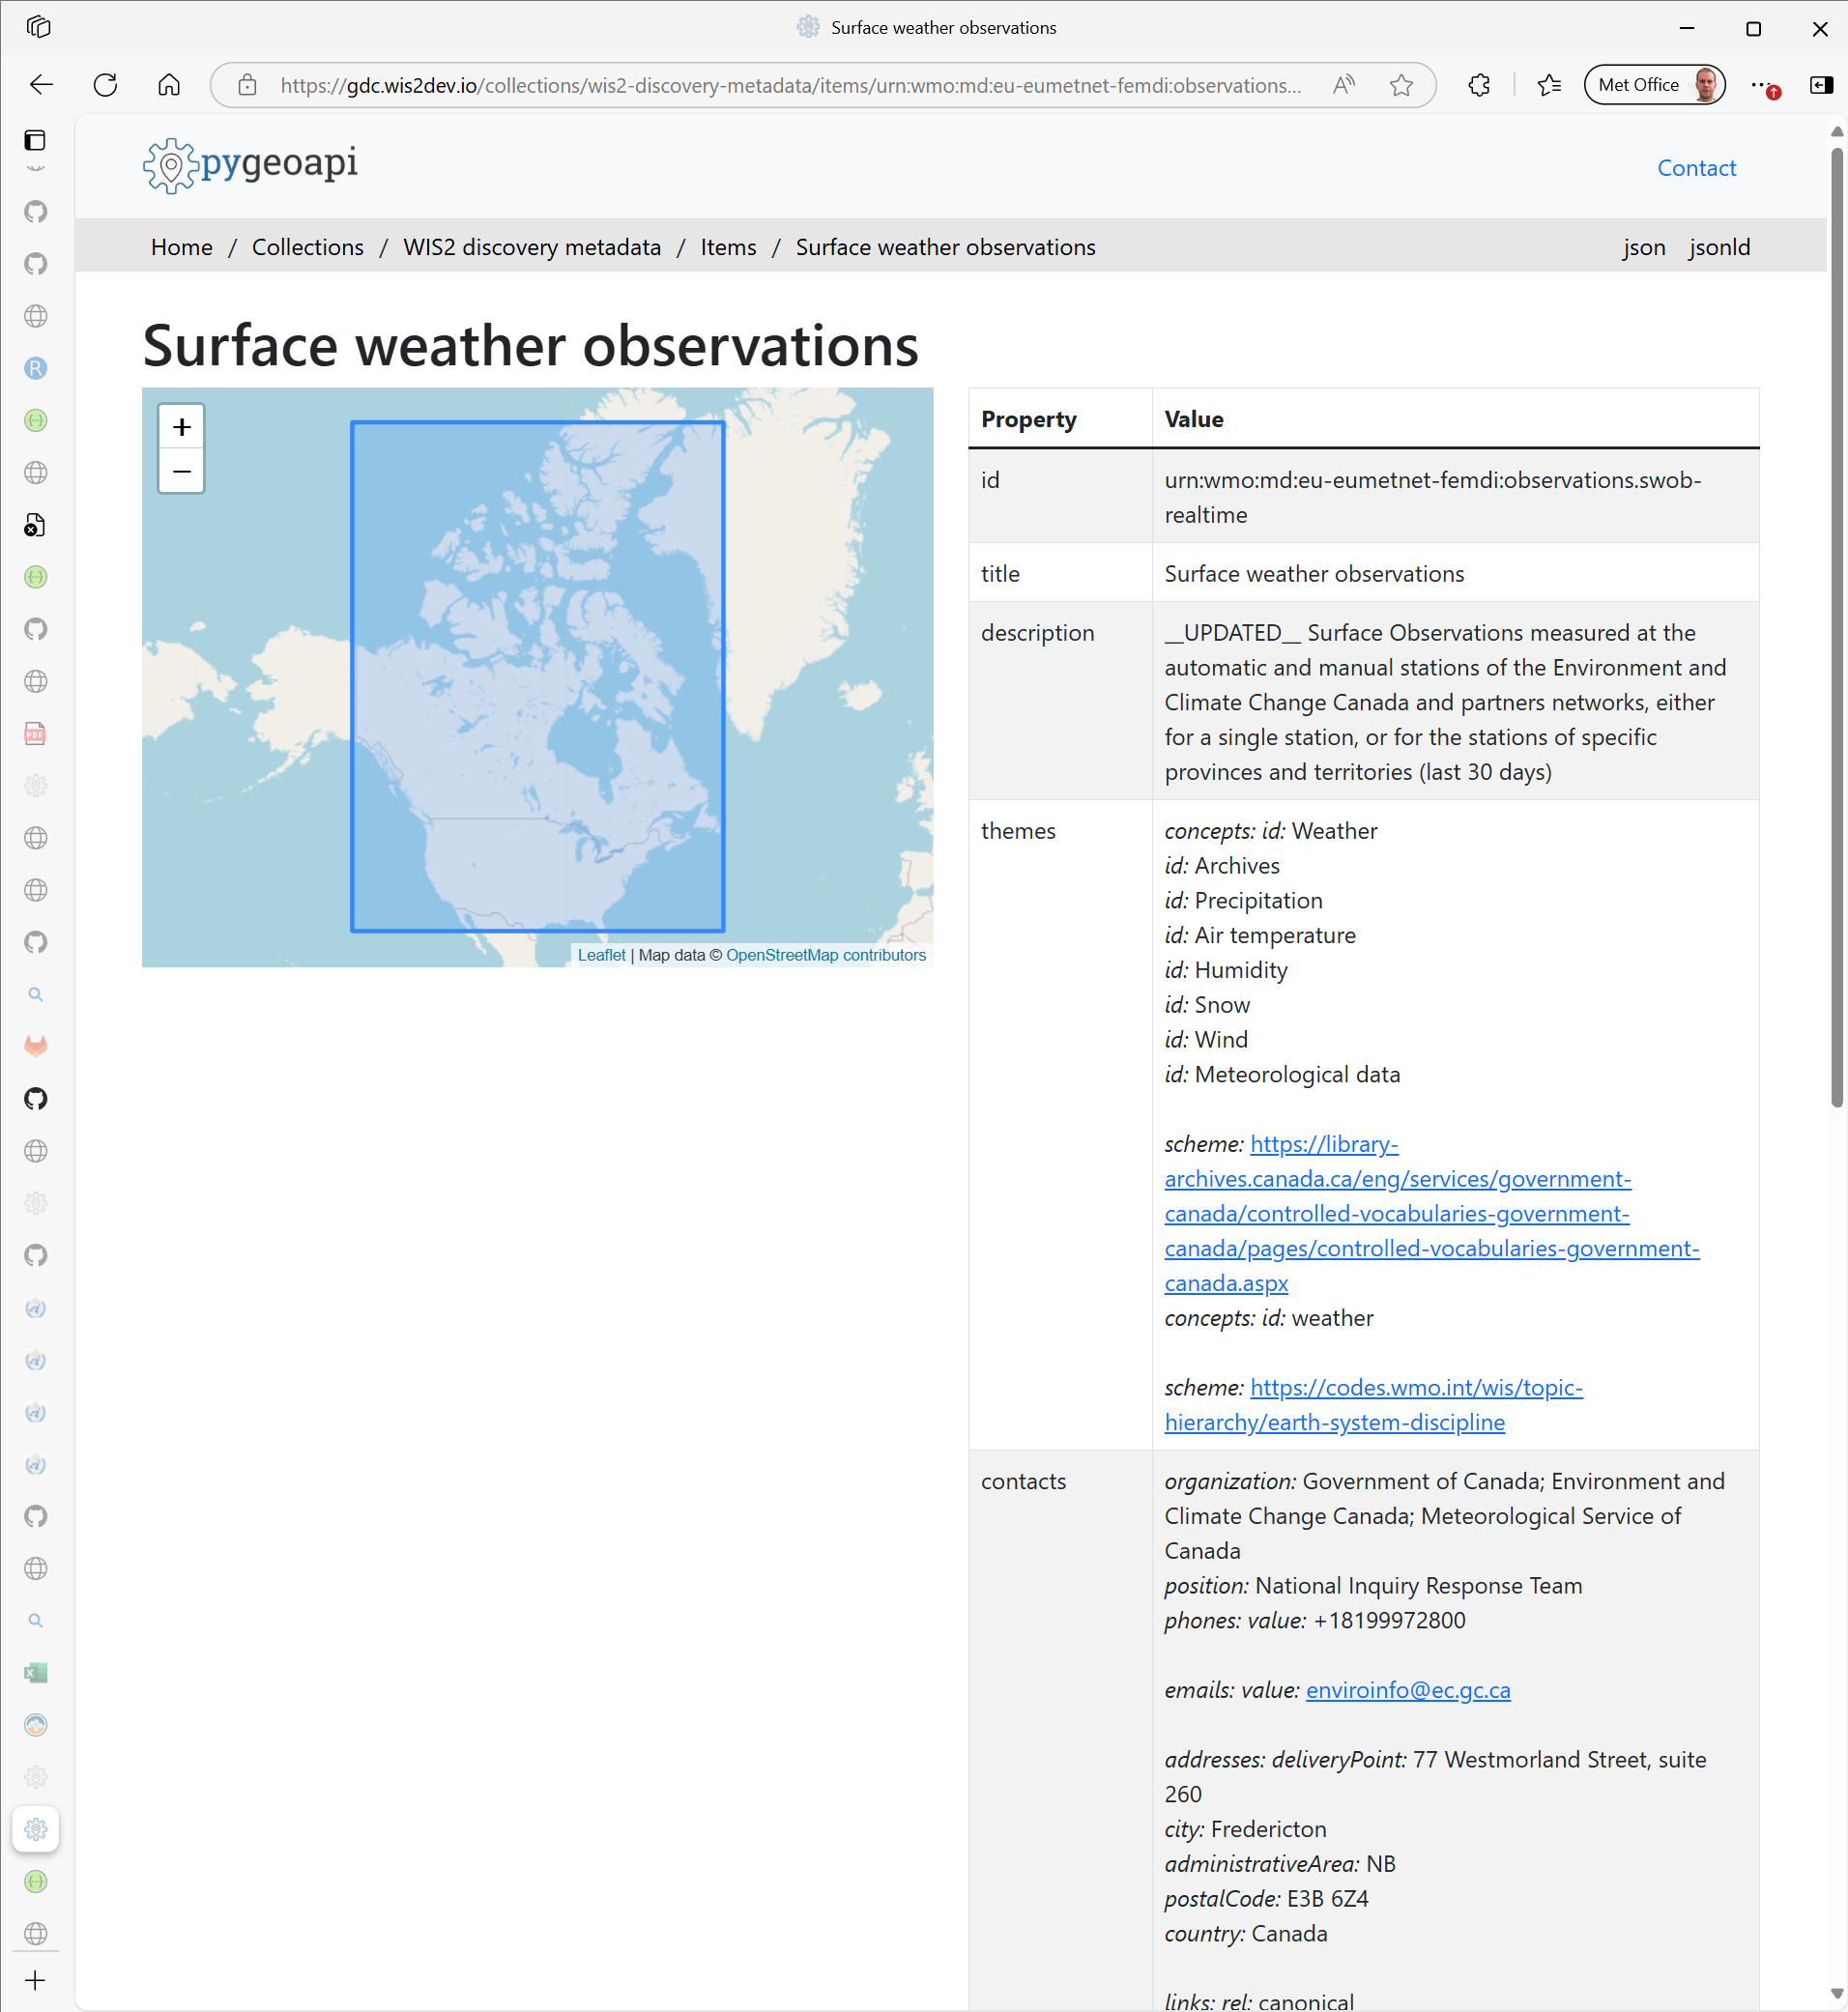 Surface weather observations
https://gdc.wis2dev.io/collections/wis2-discovery-metadata/items/urn:wmo:md:eu-eumetnet-femdi:observations...
Met Office
pygeoapi
Contact
Home / Collections / WIS2 discovery metadata / Items / Surface weather observations
json jsonld
Surface weather observations
+
−
Leaflet | Map data © OpenStreetMap contributors
Property Value
id urn:wmo:md:eu-eumetnet-femdi:observations.swob-
realtime
title Surface weather observations
description __UPDATED__ Surface Observations measured at the
automatic and manual stations of the Environment and
Climate Change Canada and partners networks, either
for a single station, or for the stations of specific
provinces and territories (last 30 days)
themes concepts: id: Weather
id: Archives
id: Precipitation
id: Air temperature
id: Humidity
id: Snow
id: Wind
id: Meteorological data
scheme: https://library-
archives.canada.ca/eng/services/government-
canada/controlled-vocabularies-government-
canada/pages/controlled-vocabularies-government-
canada.aspx
concepts: id: weather
scheme: https://codes.wmo.int/wis/topic-
hierarchy/earth-system-discipline
contacts organization: Government of Canada; Environment and
Climate Change Canada; Meteorological Service of
Canada
position: National Inquiry Response Team
phones: value: +18199972800
emails: value: enviroinfo@ec.gc.ca
addresses: deliveryPoint: 77 Westmorland Street, suite
260
city: Fredericton
administrativeArea: NB
postalCode: E3B 6Z4
country: Canada
links: rel: canonical